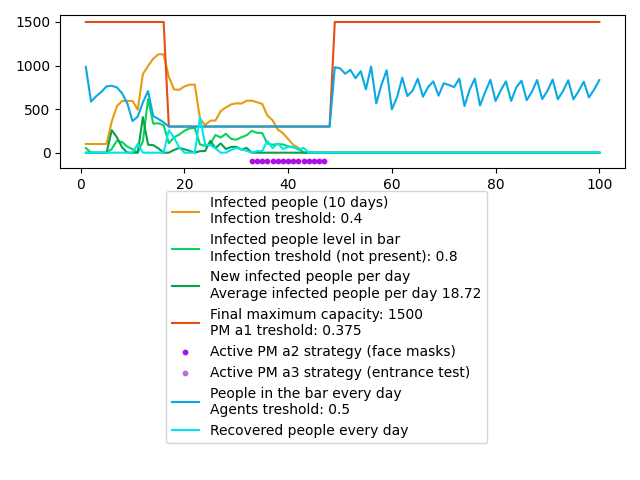 1500
1000
500
0
0 20 40 60 80 100
Infected people (10 days)
Infection treshold: 0.4
Infected people level in bar
Infection treshold (not present): 0.8
New infected people per day
Average infected people per day 18.72
Final maximum capacity: 1500
PM a1 treshold: 0.375
Active PM a2 strategy (face masks)
Active PM a3 strategy (entrance test)
People in the bar every day
Agents treshold: 0.5
Recovered people every day